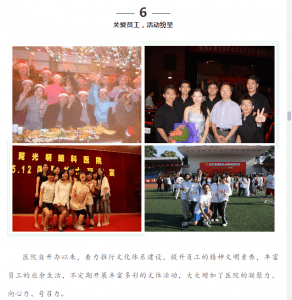 6
关爱员工，活动纷呈
光明眼科医院
5.12
医院自开办以来，着力推行文化体系建设，提升员工的精神文明素养，丰富
员工的业余生活，不定期开展丰富多彩的文体活动，大大增加了医院的凝聚力、
向心力、号召力。